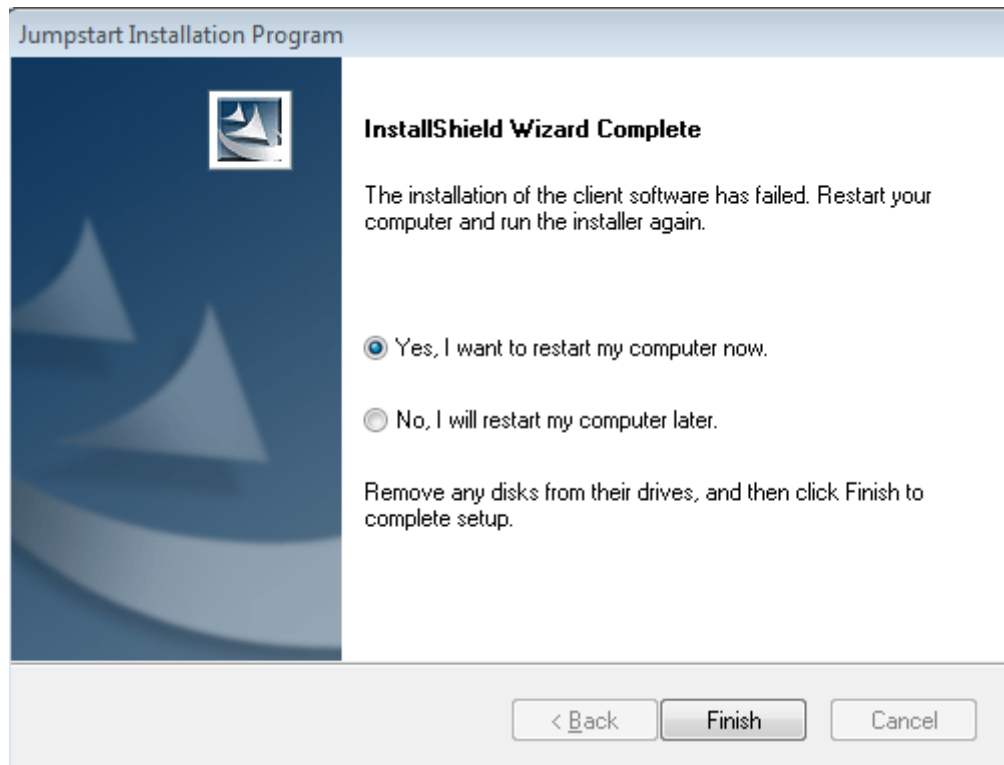 Jumpstart Installation Program
InstallShield Wizard Complete
The installation of the client software has failed. Restart your
computer and run the installer again.
Yes, I want to restart my computer now.
No, I will restart my computer later.
Remove any disks from their drives, and then click Finish to
complete setup.
< Back
Finish
Cancel